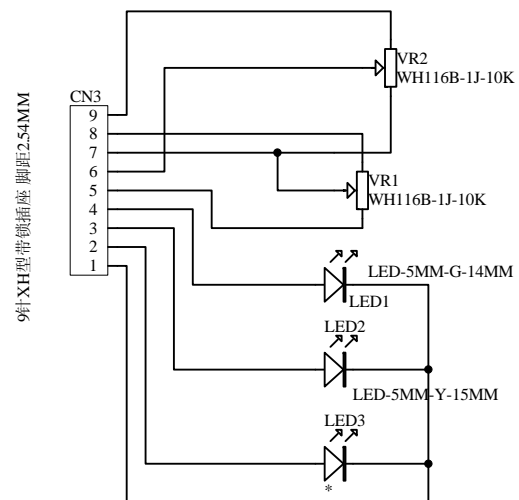 VR2
WH116B-1J-10K
CN3
9
8
7
6
5
4
3
2
1
9针XH型带锁插座 脚距2.54MM
VR1
WH116B-1J-10K
LED-5MM-G-14MM
LED1
LED2
LED-5MM-Y-15MM
LED3
*